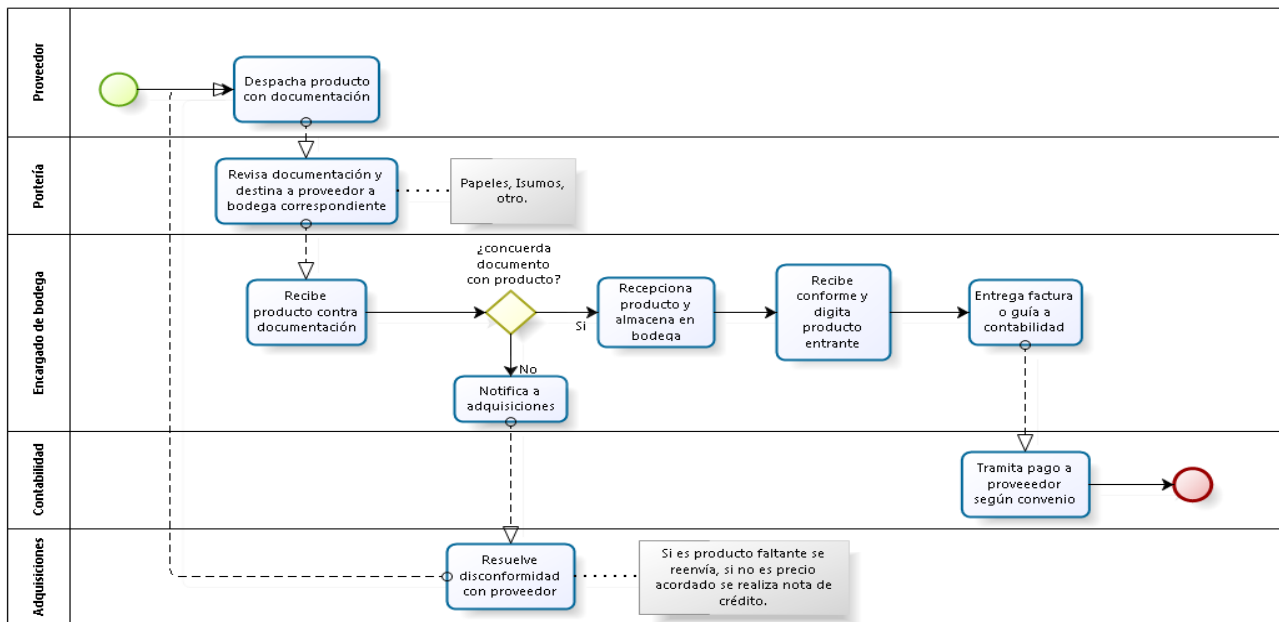 Proveedor
Despacha producto
con documentación
Portería
Revisa documentación y
destina a proveedor a
bodega correspondiente
Papeles, Isumos,
otro.
Encargado de bodega
Recibe
producto contra
documentación
¿concuerda
documento
con producto?
Si
No
Recepciona
producto y
almacena en
bodega
Recibe
conforme y
digita
producto
entrante
Entrega factura
o guía a
contabilidad
Notifica a
adquisiciones
Contabilidad
Tramita pago a
proveeedor
según convenio
Adquisiciones
Resuelve
disconformidad
con proveedor
Si es producto faltante se
reenvía, si no es precio
acordado se realiza nota de
crédito.